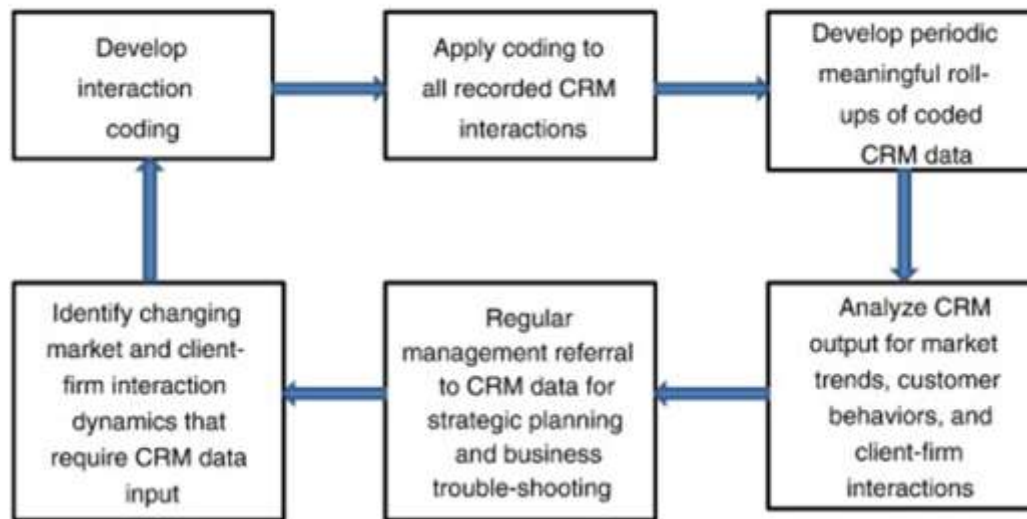 Develop
interaction
coding
Apply coding to
all recorded CRM
interactions
Develop periodic
meaningful roll-
ups of coded
CRM data
Identify changing
market and client-
firm interaction
dynamics that
require CRM data
input
Regular
management referral
to CRM data for
strategic planning
and business
trouble-shooting
Analyze CRM
output for market
trends, customer
behaviors, and
client-firm
interactions